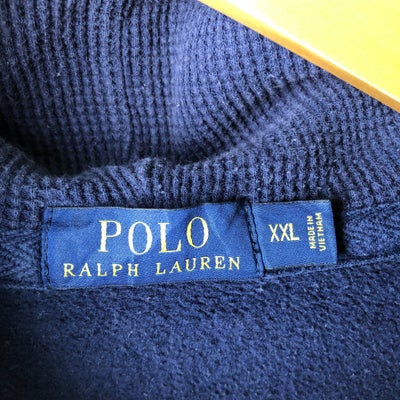 POLO
RALPH LAUREN
XXL
MADE IN
VIETNAM